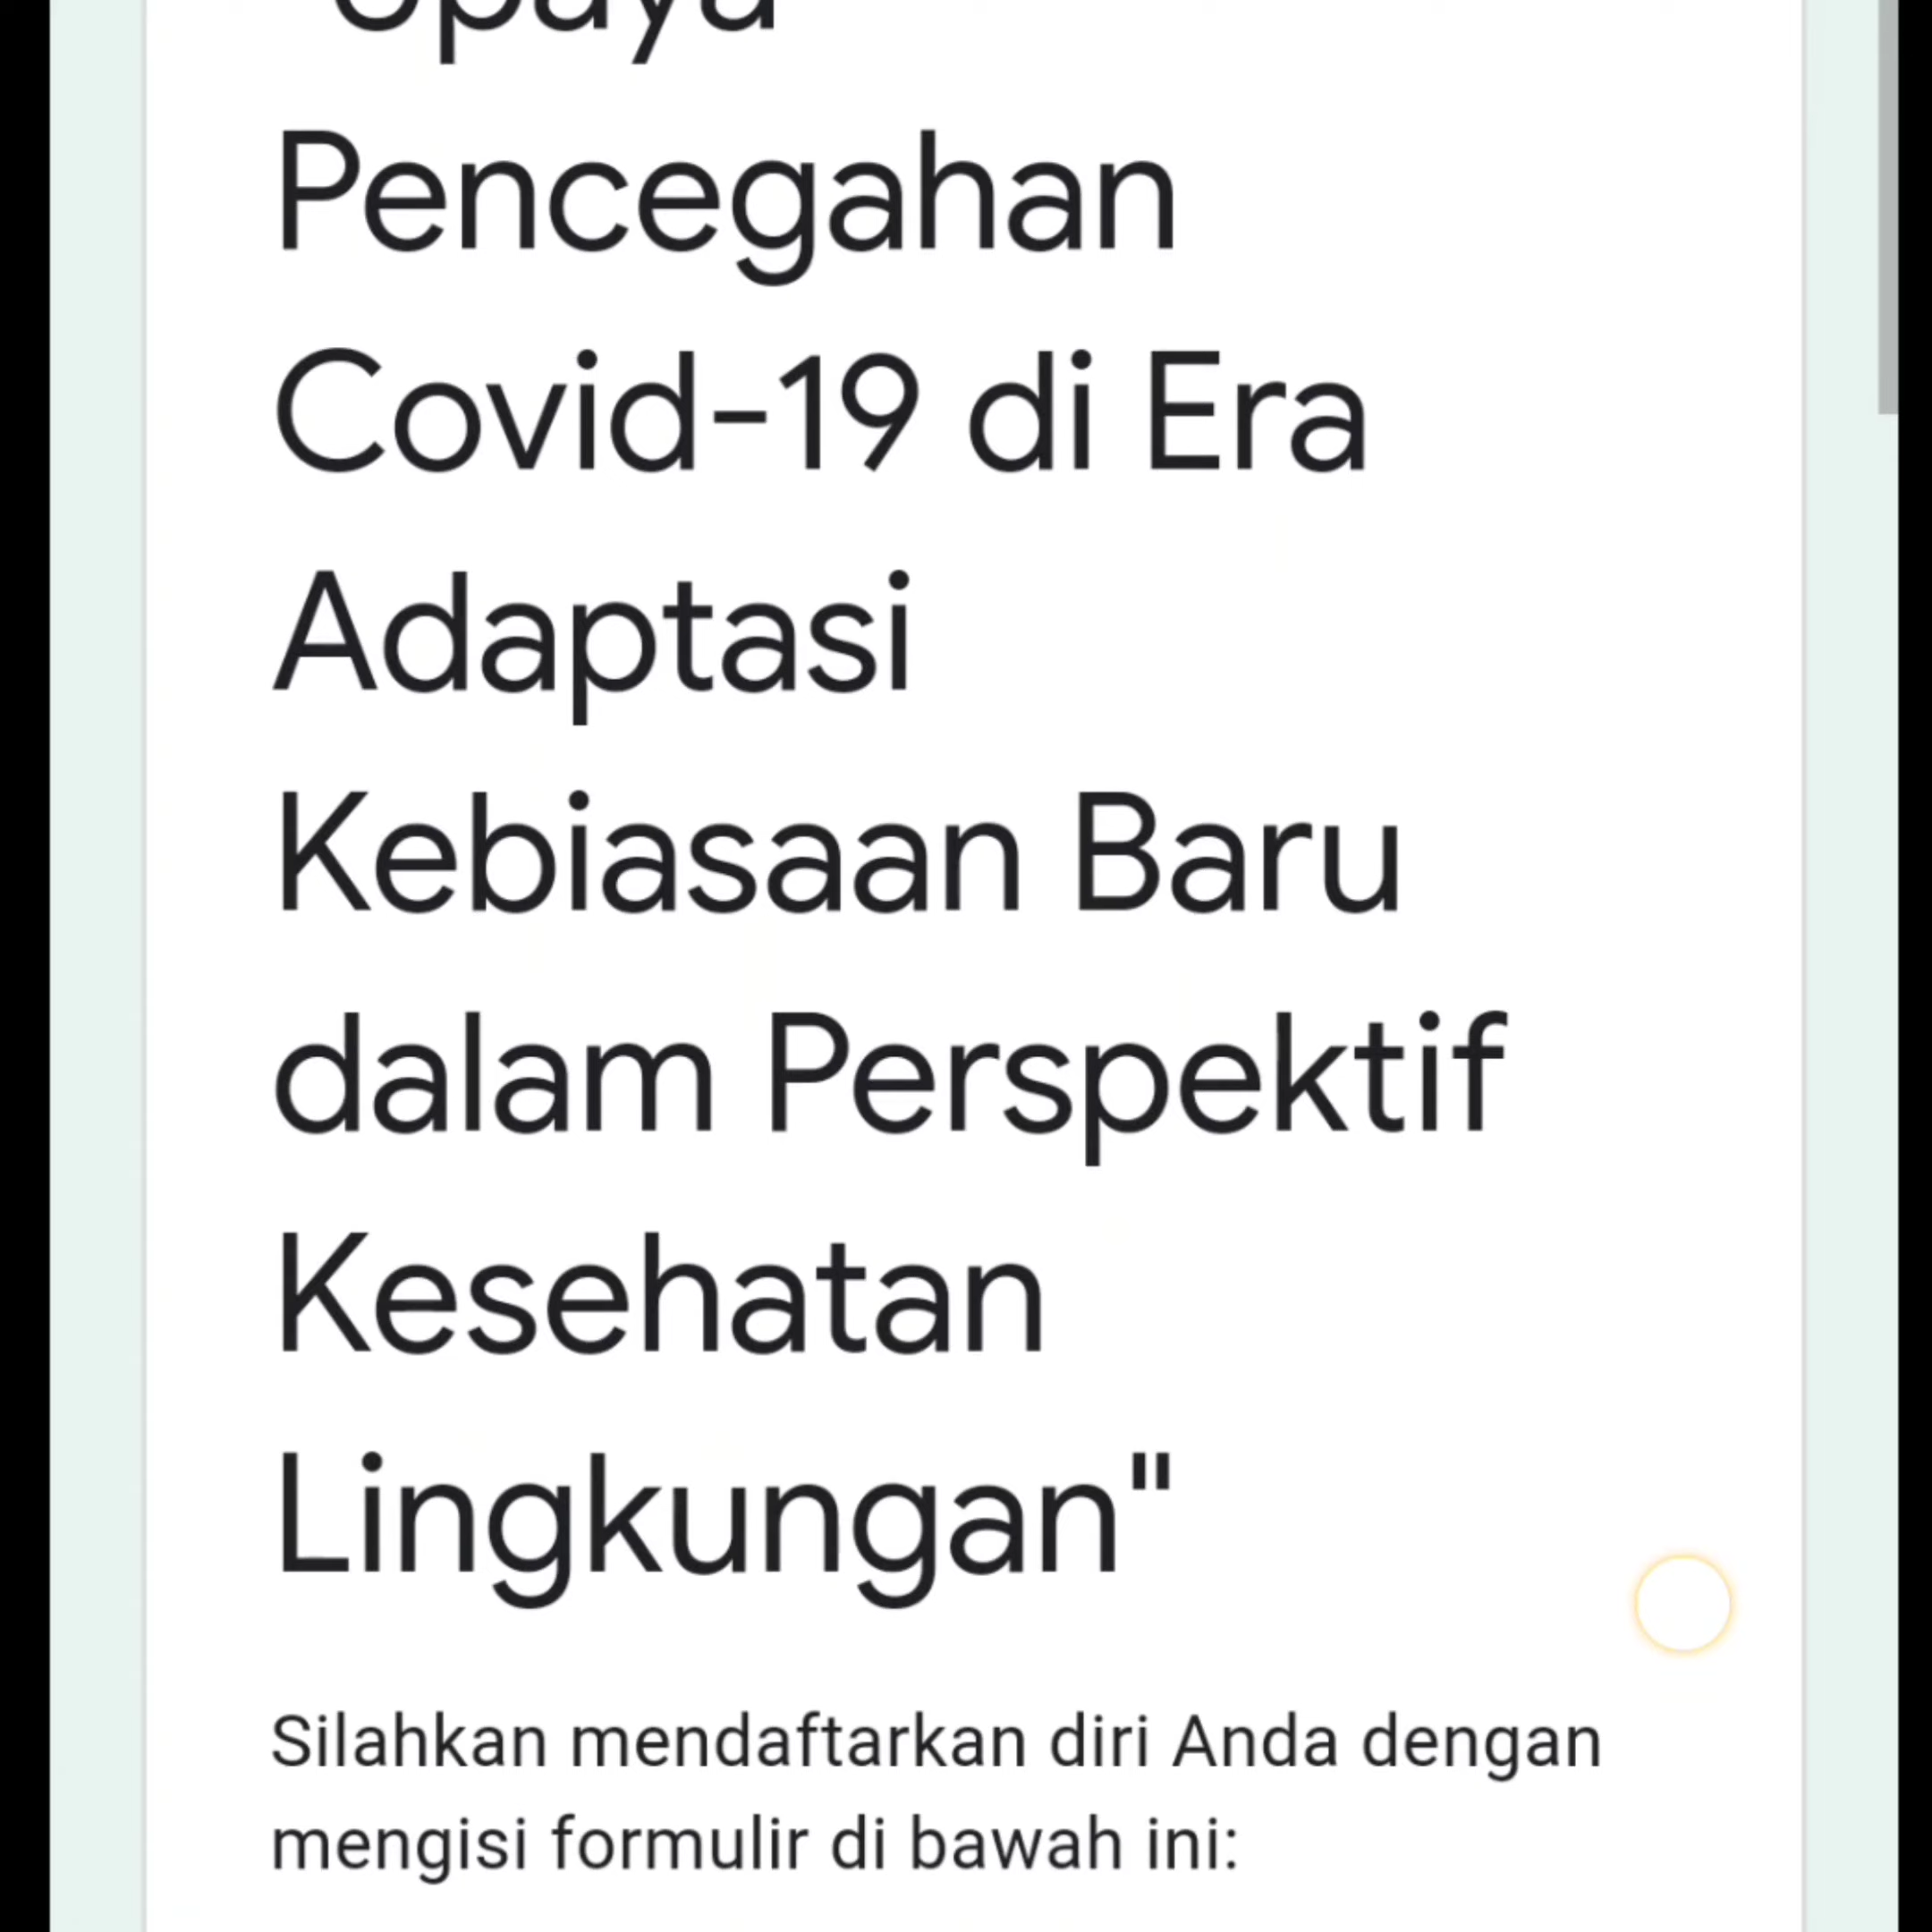 "Upaya
Pencegahan
Covid-19 di Era
Adaptasi
Kebiasaan Baru
dalam Perspektif
Kesehatan
Lingkungan"
Silahkan mendaftarkan diri Anda dengan
mengisi formulir di bawah ini: